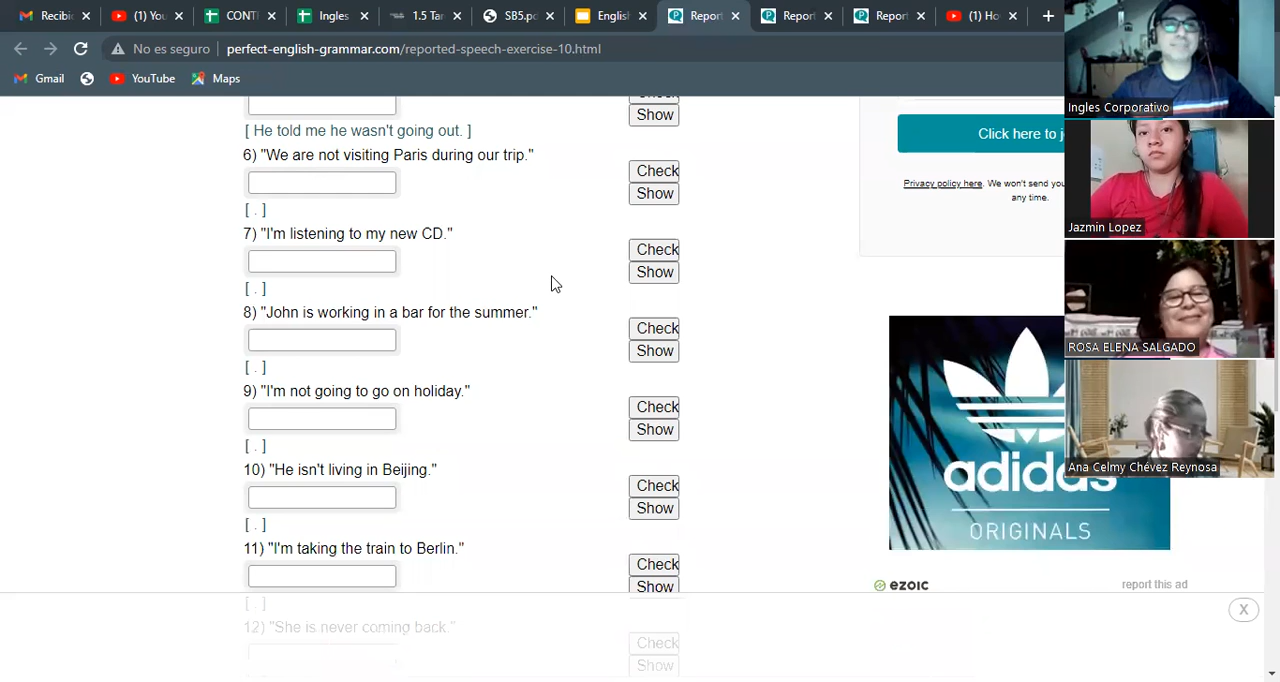 Recibi
(1) You
CONTI
Ingles
1.5 Tar
SB5.p
English
Report
Report
Report
(1) Ho
No es seguro
perfect-english-grammar.com/reported-speech-exercise-10.html
Gmail
YouTube
Maps
Show
[ He told me he wasn't going out. ]
6) "We are not visiting Paris during our trip."
Check
Show
[ . ]
7) "I'm listening to my new CD."
Check
Show
[ . ]
8) "John is working in a bar for the summer."
Check
Show
[ . ]
9) "I'm not going to go on holiday."
Check
Show
[ . ]
10) "He isn't living in Beijing."
Check
Show
[ . ]
11) "I'm taking the train to Berlin."
Check
Show
[ . ]
12) "She is never coming back."
Check
Show
Click here to j
Privacy policy here. We won't send you
any time.
adidas
ORIGINALS
ezoic
report this ad
X
Ingles Corporativo
Jazmin Lopez
ROSA ELENA SALGADO
Ana Celmy Chévez Reynosa